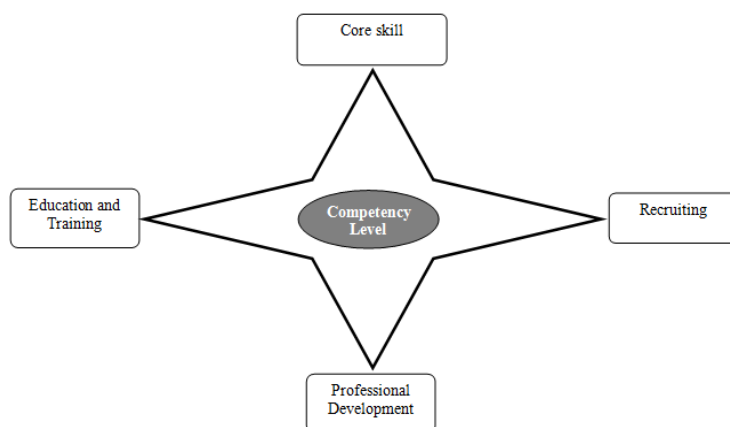 Core skill
Education and
Training
Competency
Level
Recruiting
Professional
Development